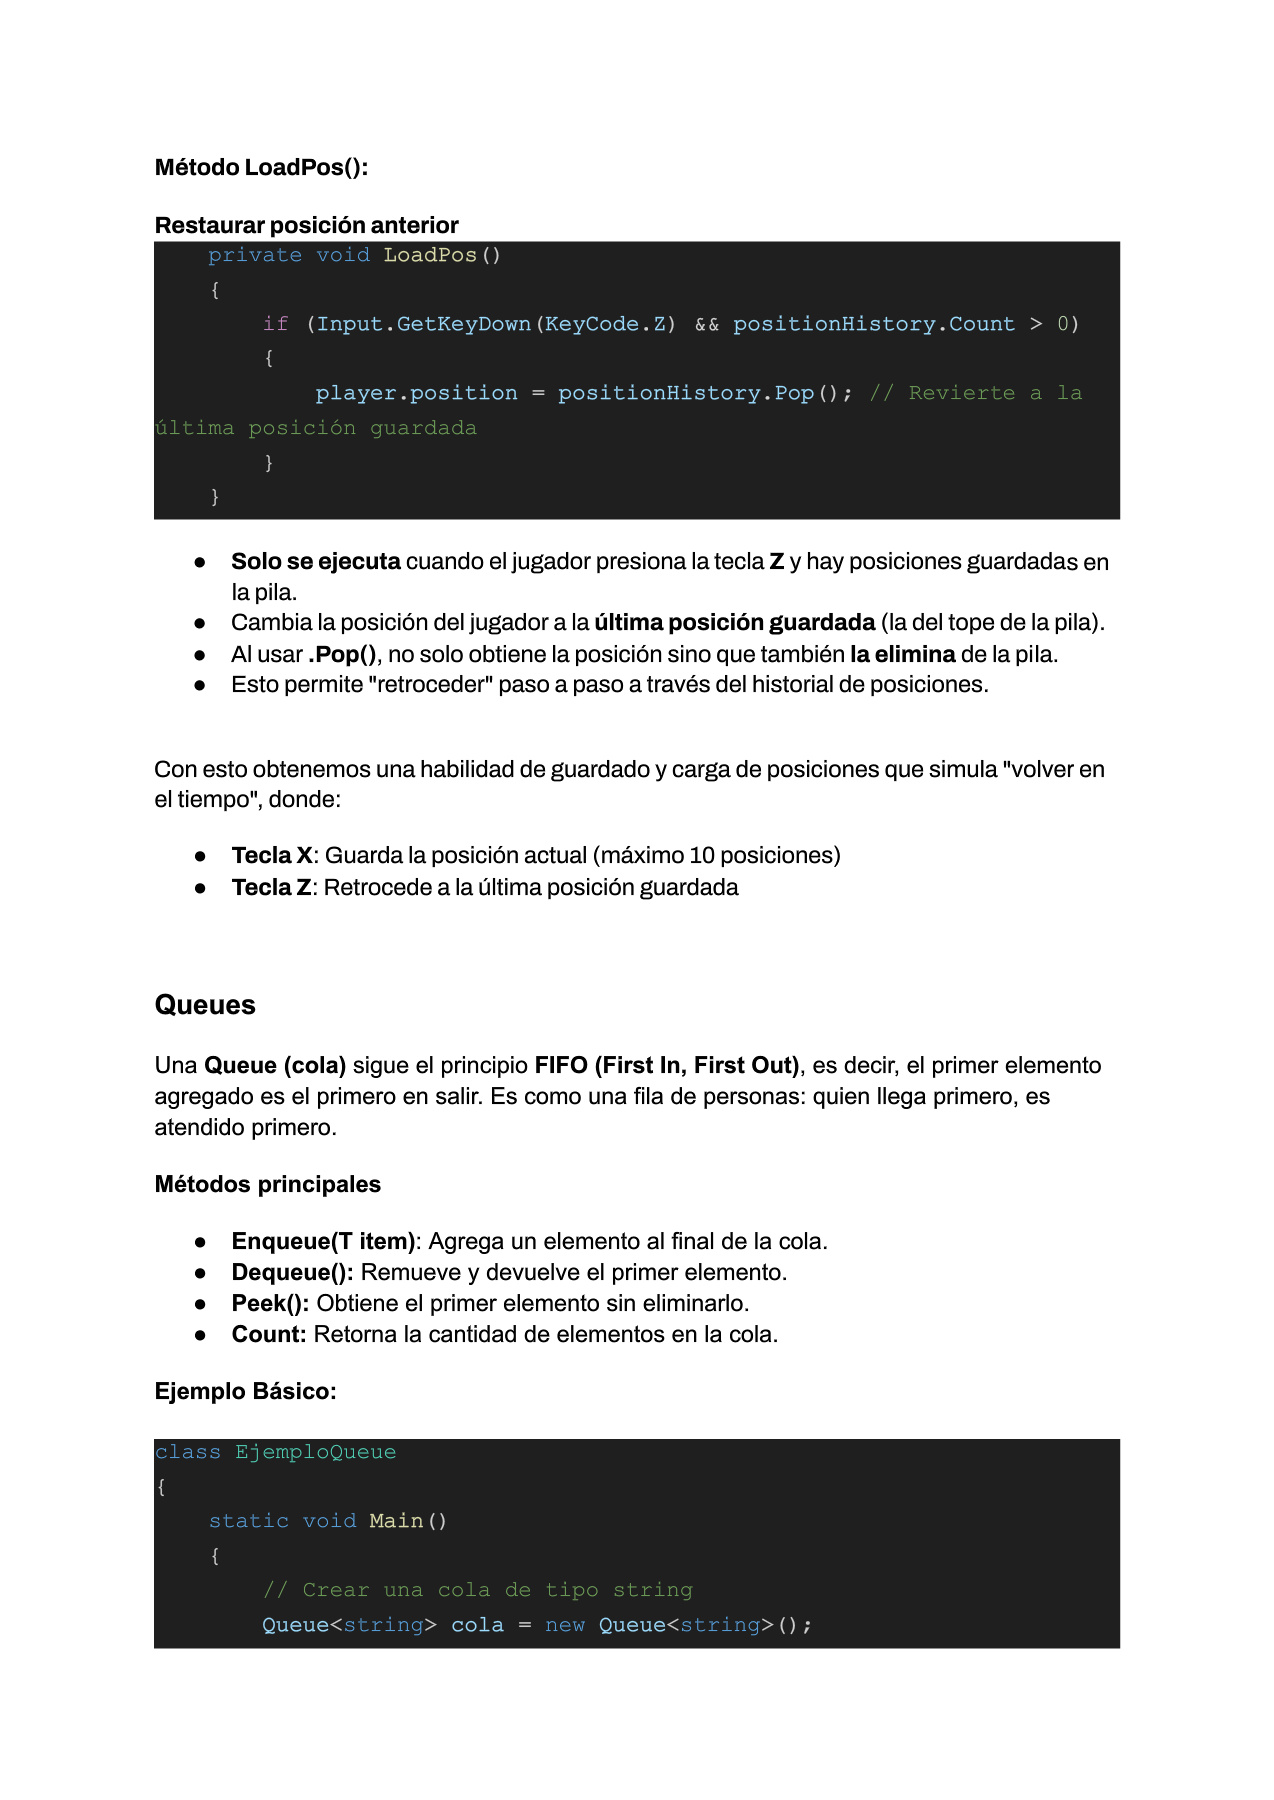 Método LoadPos():
Restaurar posición anterior
    private void LoadPos()
    {
        if (Input.GetKeyDown(KeyCode.Z) && positionHistory.Count > 0)
        {
            player.position = positionHistory.Pop(); // Revierte a la
última posición guardada
        }
    }
● Solo se ejecuta cuando el jugador presiona la tecla Z y hay posiciones guardadas en
la pila.
● Cambia la posición del jugador a la última posición guardada (la del tope de la pila).
● Al usar .Pop(), no solo obtiene la posición sino que también la elimina de la pila.
● Esto permite "retroceder" paso a paso a través del historial de posiciones.
Con esto obtenemos una habilidad de guardado y carga de posiciones que simula "volver en
el tiempo", donde:
● Tecla X: Guarda la posición actual (máximo 10 posiciones)
● Tecla Z: Retrocede a la última posición guardada
Queues
Una Queue (cola) sigue el principio FIFO (First In, First Out), es decir, el primer elemento
agregado es el primero en salir. Es como una fila de personas: quien llega primero, es
atendido primero.
Métodos principales
● Enqueue(T item): Agrega un elemento al final de la cola.
● Dequeue(): Remueve y devuelve el primer elemento.
● Peek(): Obtiene el primer elemento sin eliminarlo.
● Count: Retorna la cantidad de elementos en la cola.
Ejemplo Básico:
class EjemploQueue
{
    static void Main()
    {
        // Crear una cola de tipo string
        Queue<string> cola = new Queue<string>();